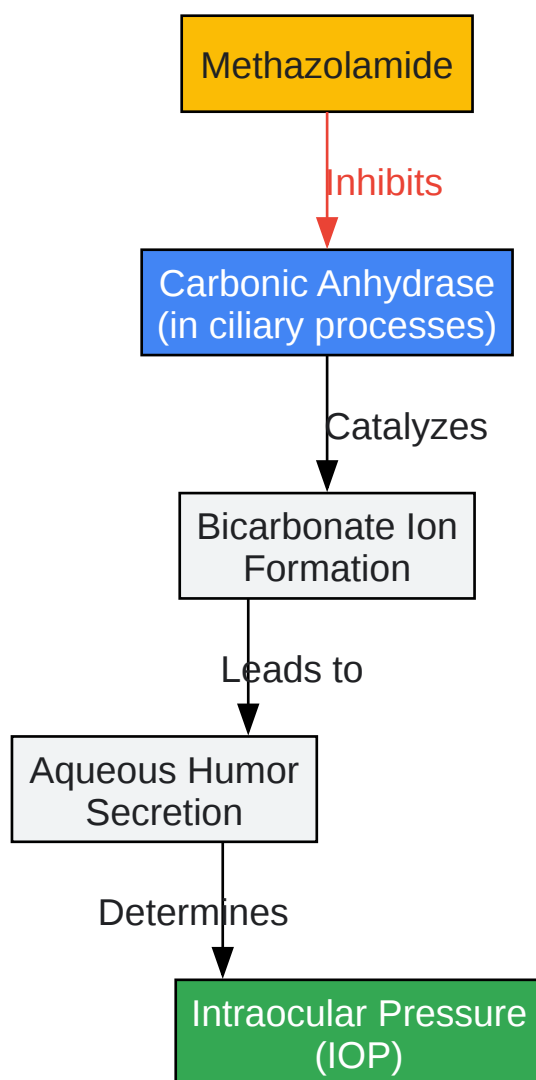 Methazolamide
Inhibits
Carbonic Anhydrase
(in ciliary processes)
Catalyzes
Bicarbonate Ion
Formation
Leads to
Aqueous Humor
Secretion
Determines
Intraocular Pressure
(IOP)